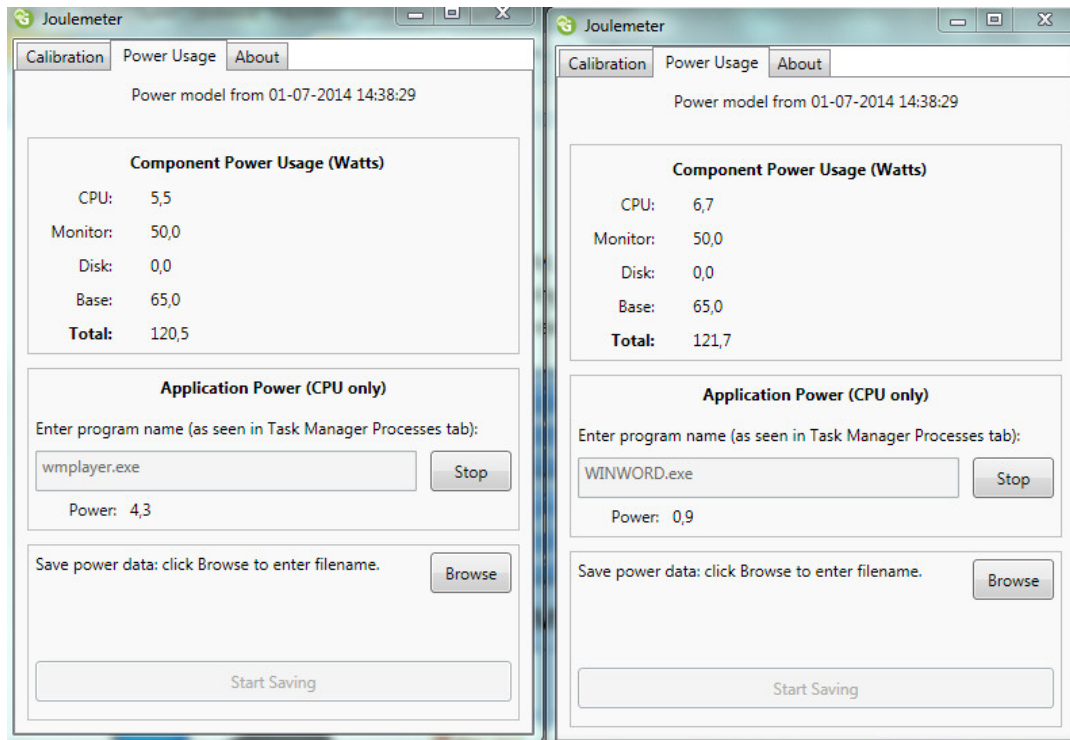 Joulemeter
Calibration Power Usage About
Power model from 01-07-2014 14:38:29
Component Power Usage (Watts)
CPU: 5,5
Monitor: 50,0
Disk: 0,0
Base: 65,0
Total: 120,5
Application Power (CPU only)
Enter program name (as seen in Task Manager Processes tab):
wmplayer.exe Stop
Power: 4,3
Save power data: click Browse to enter filename.
Browse
Start Saving
Joulemeter
Calibration Power Usage About
Power model from 01-07-2014 14:38:29
Component Power Usage (Watts)
CPU: 6,7
Monitor: 50,0
Disk: 0,0
Base: 65,0
Total: 121,7
Application Power (CPU only)
Enter program name (as seen in Task Manager Processes tab):
WINWORD.exe Stop
Power: 0,9
Save power data: click Browse to enter filename.
Browse
Start Saving